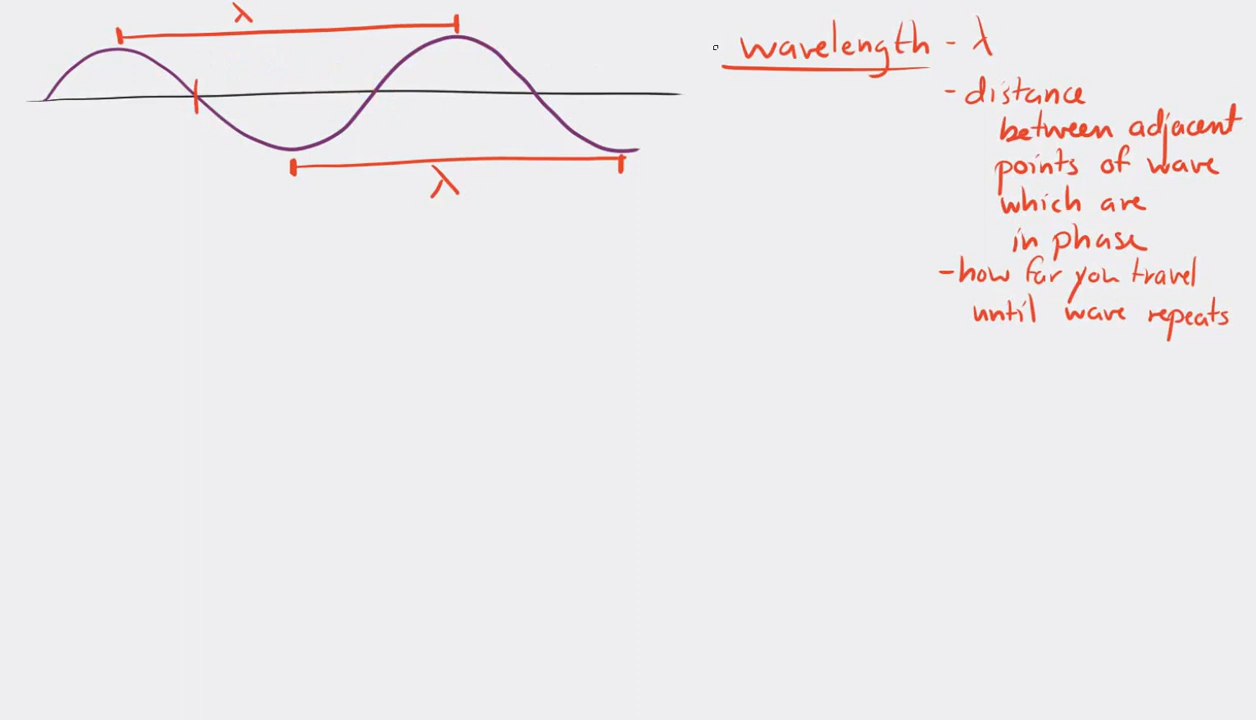 λ
λ
wavelength - λ
- distance
between adjacent
points of wave
which are
in phase
- how far you travel
until wave repeats